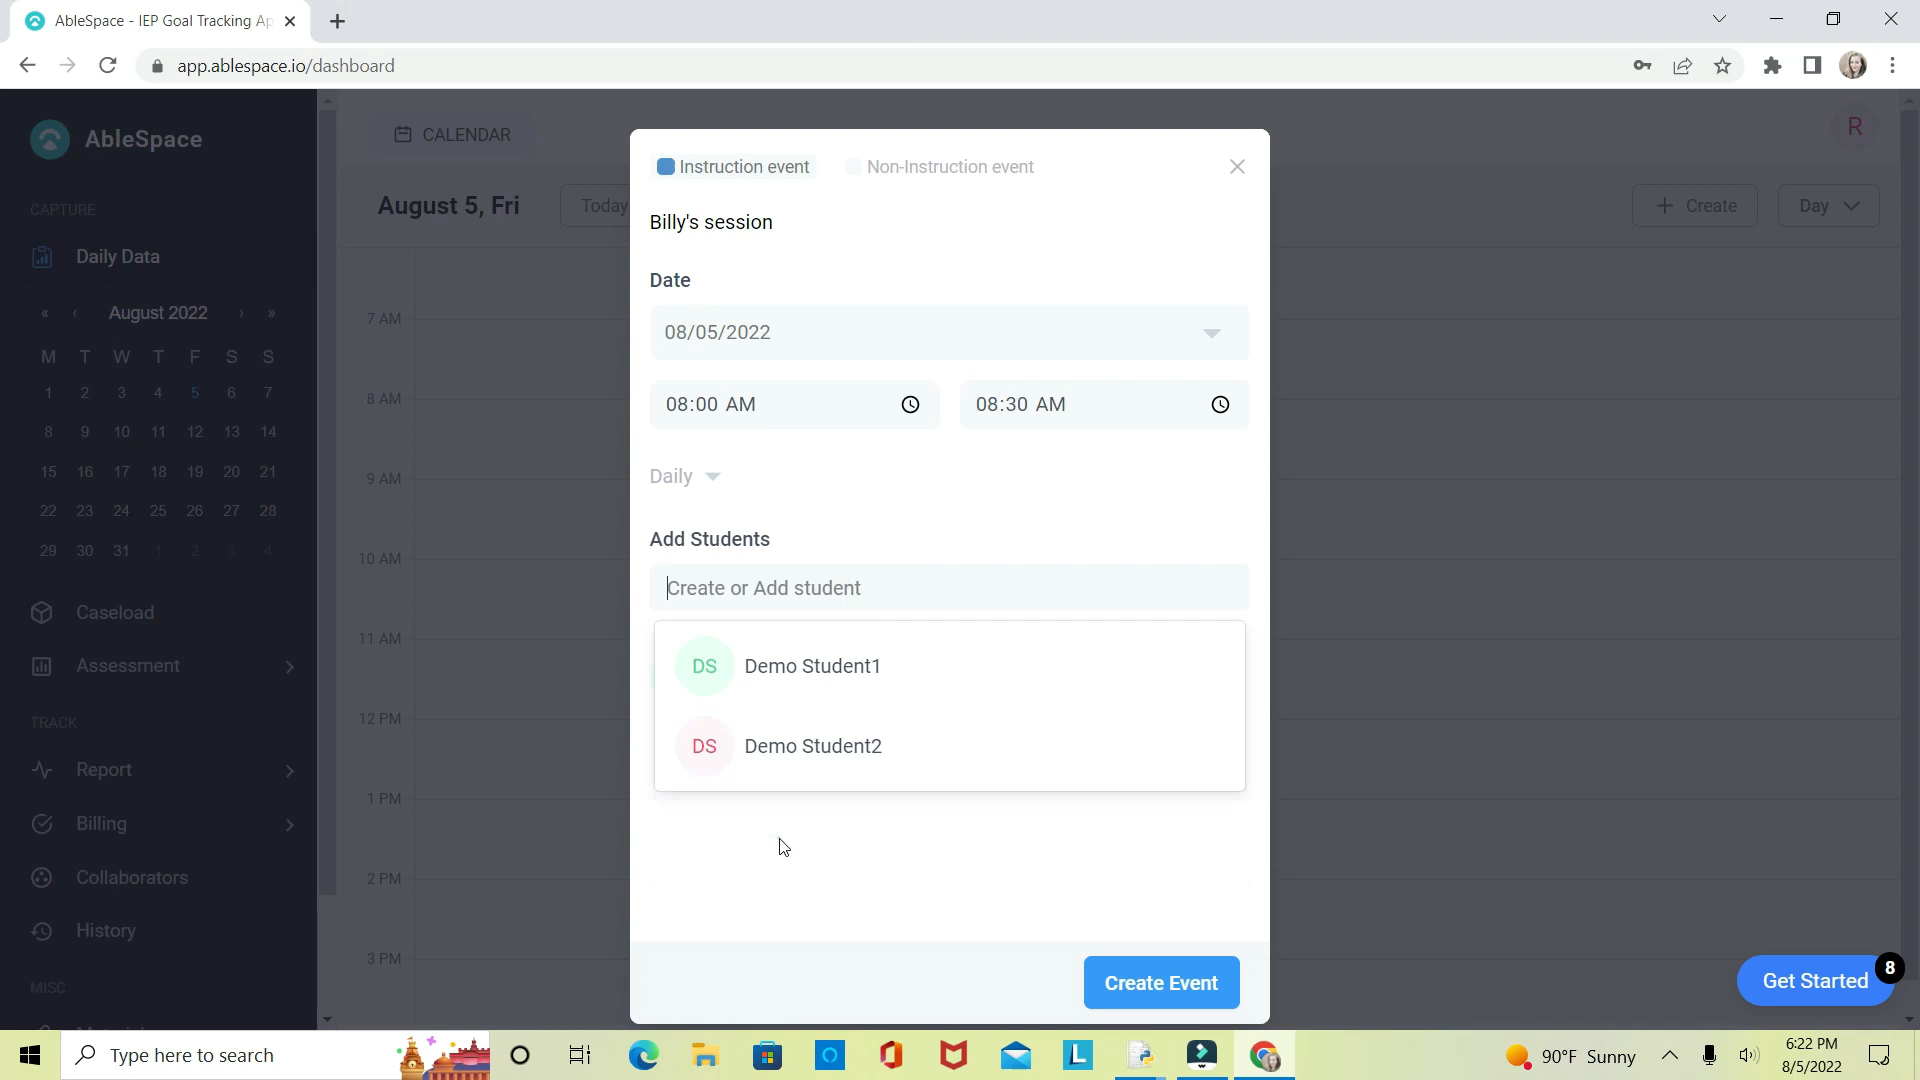 AbleSpace - IEP Goal Tracking Ap
app.ablespace.io/dashboard
AbleSpace
CALENDAR
R
CAPTURE
August 5, Fri
Today
Create
Day
Daily Data
August 2022
M T W T F S S
1 2 3 4 5 6 7
8 9 10 11 12 13 14
15 16 17 18 19 20 21
22 23 24 25 26 27 28
29 30 31 1 2 3 4
Caseload
Assessment
TRACK
Report
Billing
Collaborators
History
MISC
7 AM
8 AM
9 AM
10 AM
11 AM
12 PM
1 PM
2 PM
3 PM
Instruction event
Non-Instruction event
Billy's session
Date
08/05/2022
08:00 AM
08:30 AM
Daily
Add Students
Create or Add student
DS Demo Student1
DS Demo Student2
Create Event
Get Started
8
Type here to search
L
90°F Sunny
6:22 PM
8/5/2022